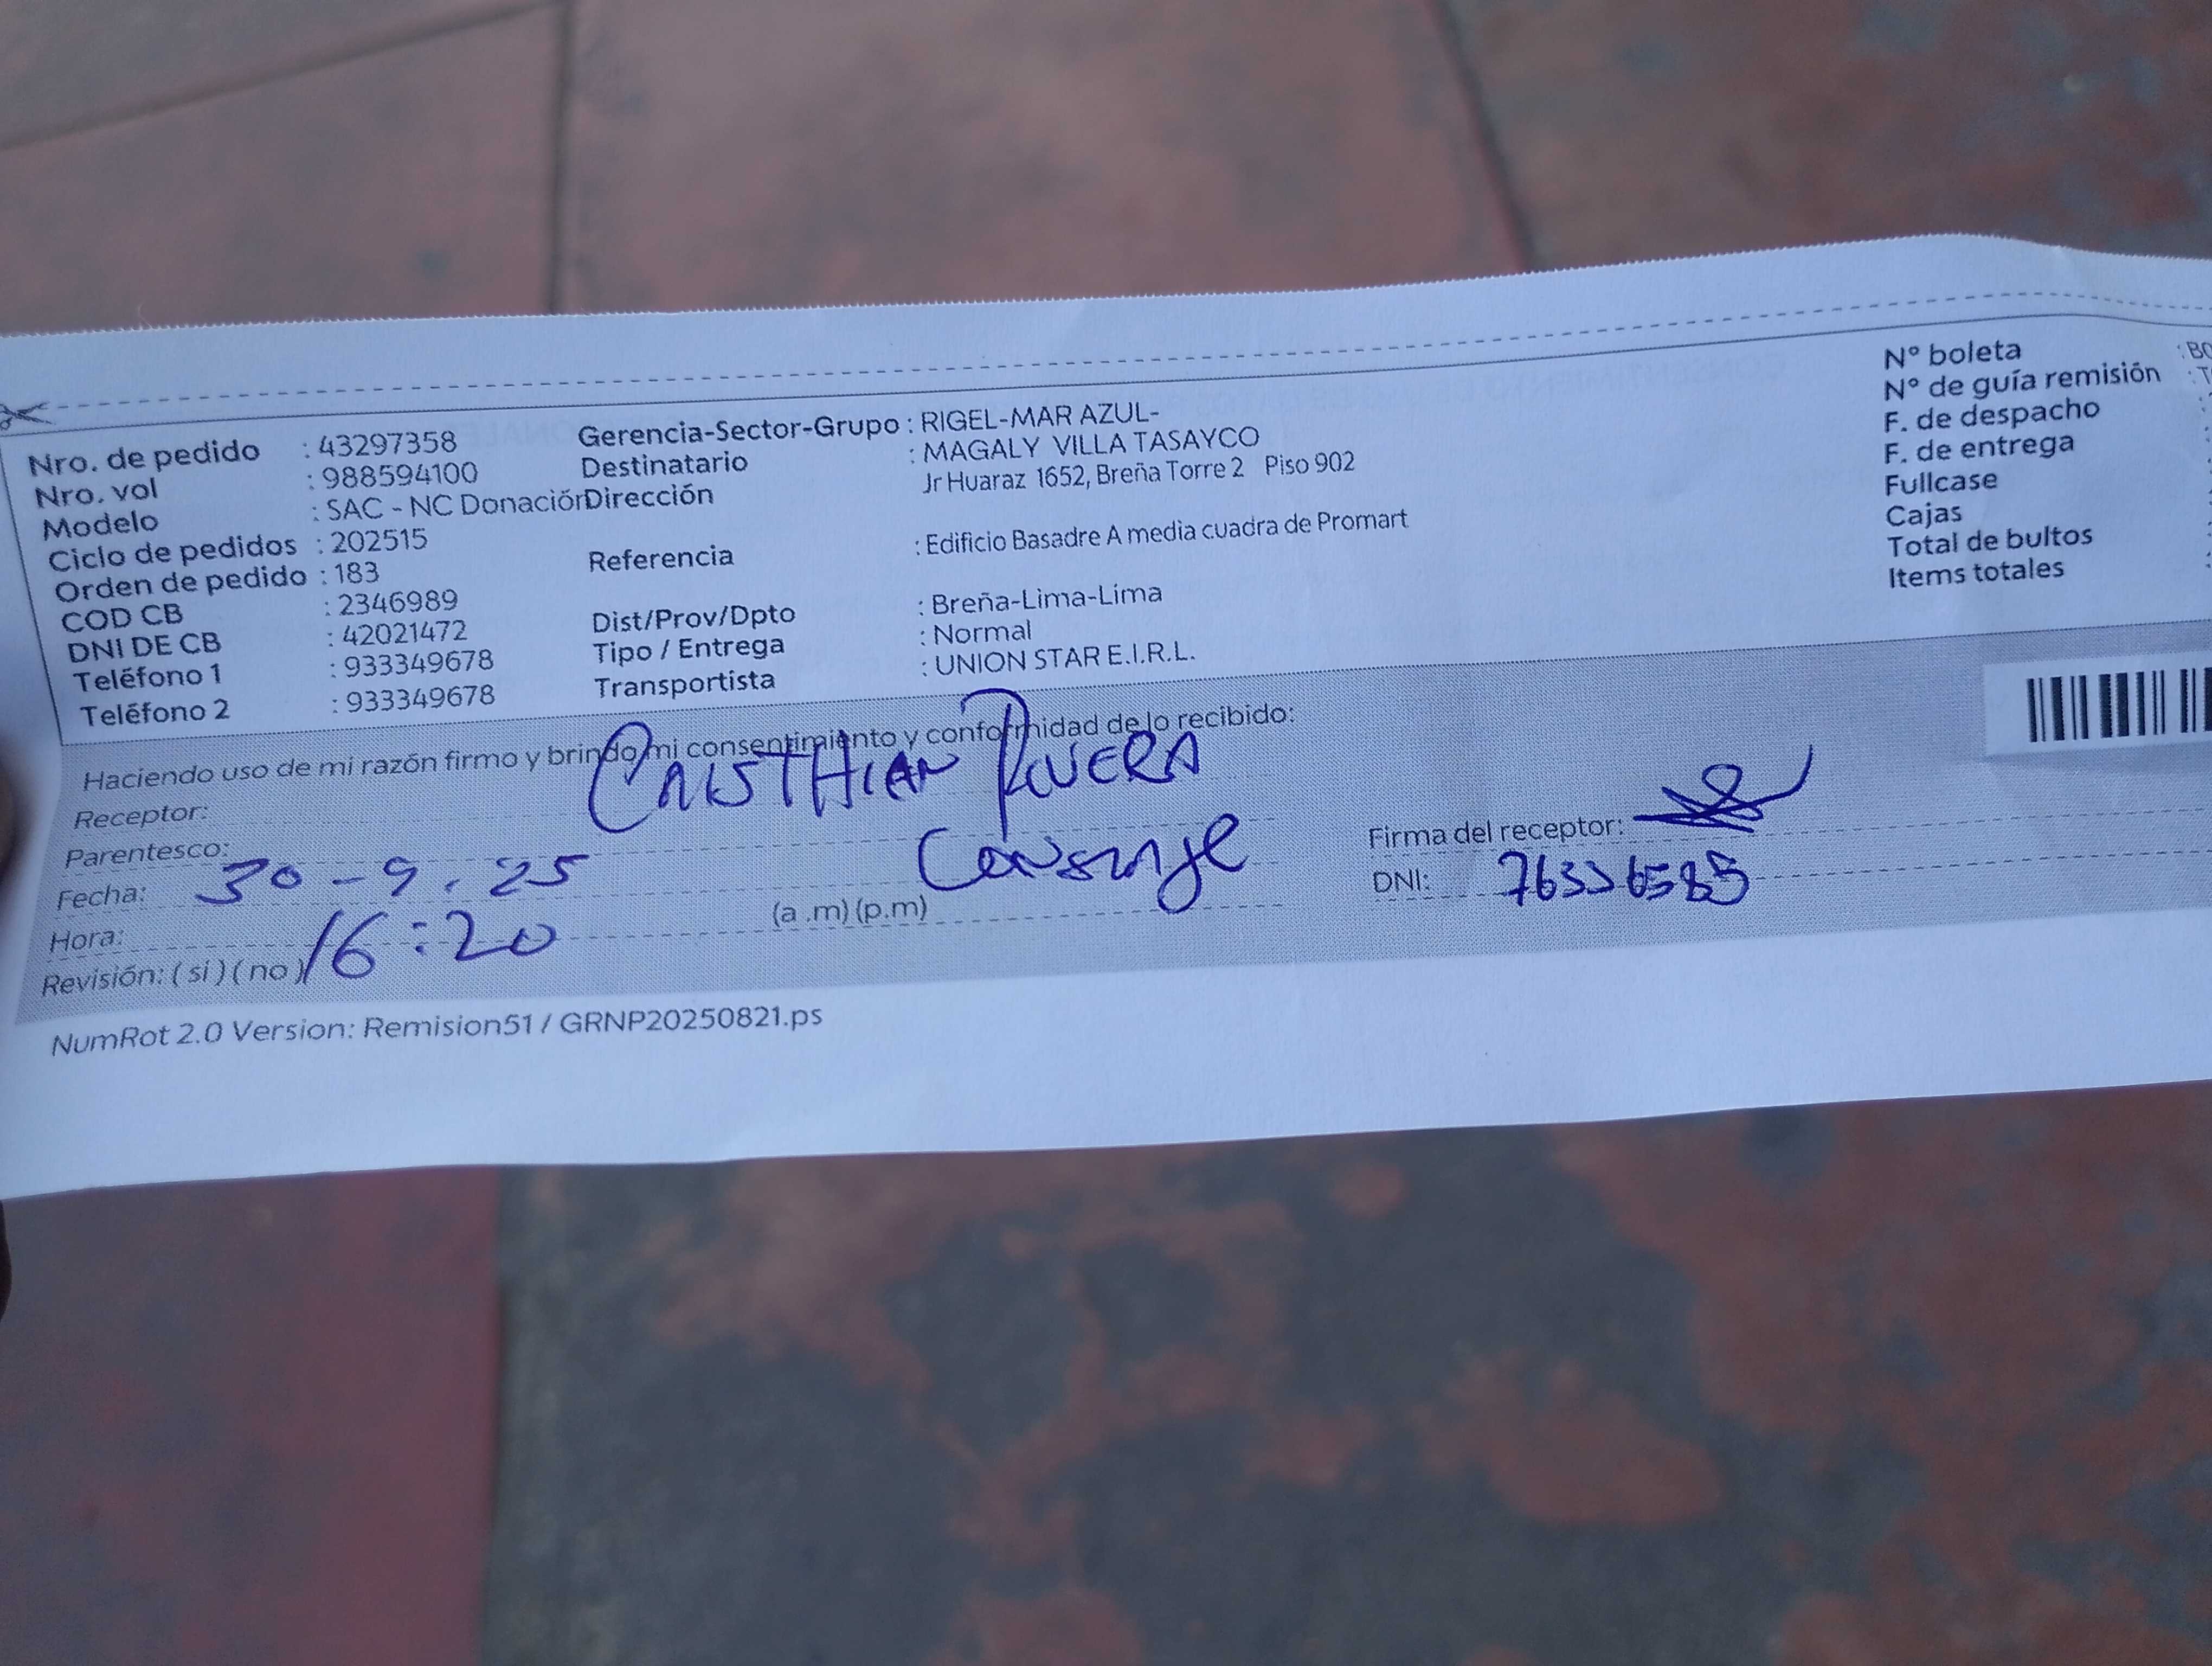 Nro. de pedido : 43297358 Gerencia-Sector-Grupo : RIGEL-MAR AZUL- N° boleta : BO
Nro. vol : 988594100 Destinatario : MAGALY VILLA TASAYCO N° de guía remisión
Modelo : SAC - NC Donación Dirección Jr Huaraz 1652, Breña Torre 2 Piso 902 F. de despacho
Ciclo de pedidos : 202515 F. de entrega
Orden de pedido : 183 Referencia : Edificio Basadre A media cuadra de Promart Fullcase
COD CB : 2346989 Dist/Prov/Dpto : Breña-Lima-Lima Cajas
DNI DE CB : 42021472 Tipo / Entrega : Normal Total de bultos
Teléfono 1 : 933349678 Transportista : UNION STAR E.I.R.L. Items totales
Teléfono 2 : 933349678
Haciendo uso de mi razón firmo y brindo mi consentimiento y conformidad de lo recibido:
Receptor: CRISTHIAN RIVERA
Parentesco: Conserje Firma del receptor:
Fecha: 30-9.25 DNI: 76336585
Hora: 16:20 (a .m) (p.m)
Revisión: ( si ) ( no )
NumRot 2.0 Version: Remision51 / GRNP20250821.ps